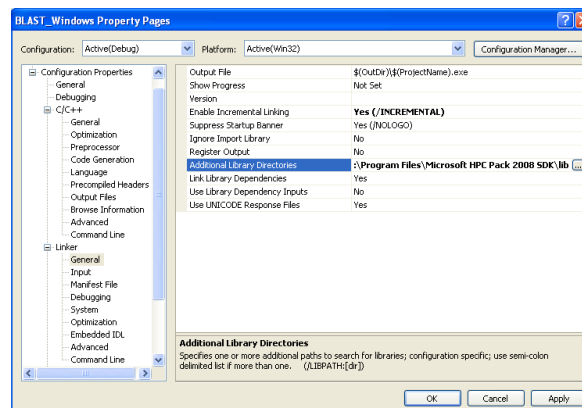 BLAST_Windows Property Pages
Configuration: Active(Debug) Platform: Active(Win32) Configuration Manager...
Configuration Properties
General
Debugging
C/C++
General
Optimization
Preprocessor
Code Generation
Language
Precompiled Headers
Output Files
Browse Information
Advanced
Command Line
Linker
General
Input
Manifest File
Debugging
System
Optimization
Embedded IDL
Advanced
Command Line
Output File $(OutDir)\$(ProjectName).exe
Show Progress Not Set
Version
Enable Incremental Linking Yes (/INCREMENTAL)
Suppress Startup Banner Yes (/NOLOGO)
Ignore Import Library No
Register Output No
Additional Library Directories :\Program Files\Microsoft HPC Pack 2008 SDK\lib ...
Link Library Dependencies Yes
Use Library Dependency Inputs No
Use UNICODE Response Files Yes
Additional Library Directories
Specifies one or more additional paths to search for libraries; configuration specific; use semi-colon
delimited list if more than one. (/LIBPATH:[dir])
OK Cancel Apply